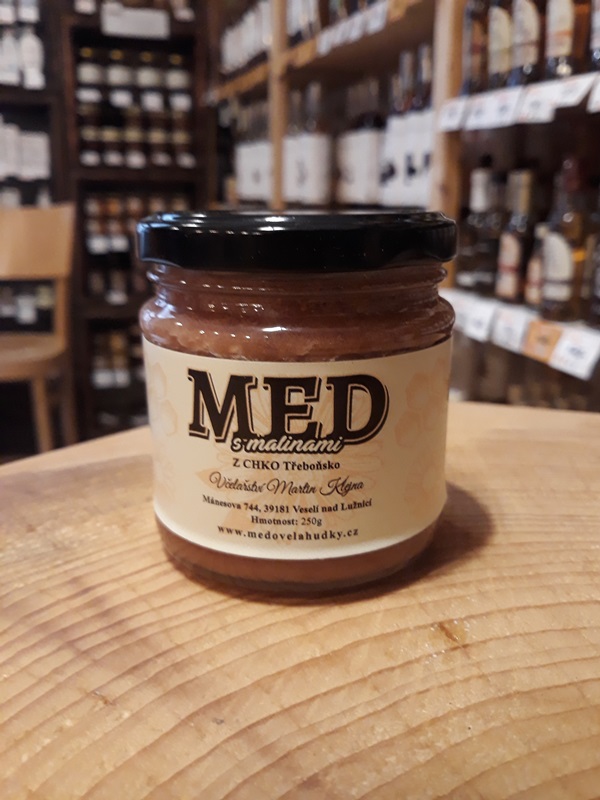 MED
s malinami
Z CHKO Třeboňsko
Včelařství Martin Klejna
Mánesova 744, 39181 Veselí nad Lužnicí
Hmotnost: 250g
www.medovelahudky.cz